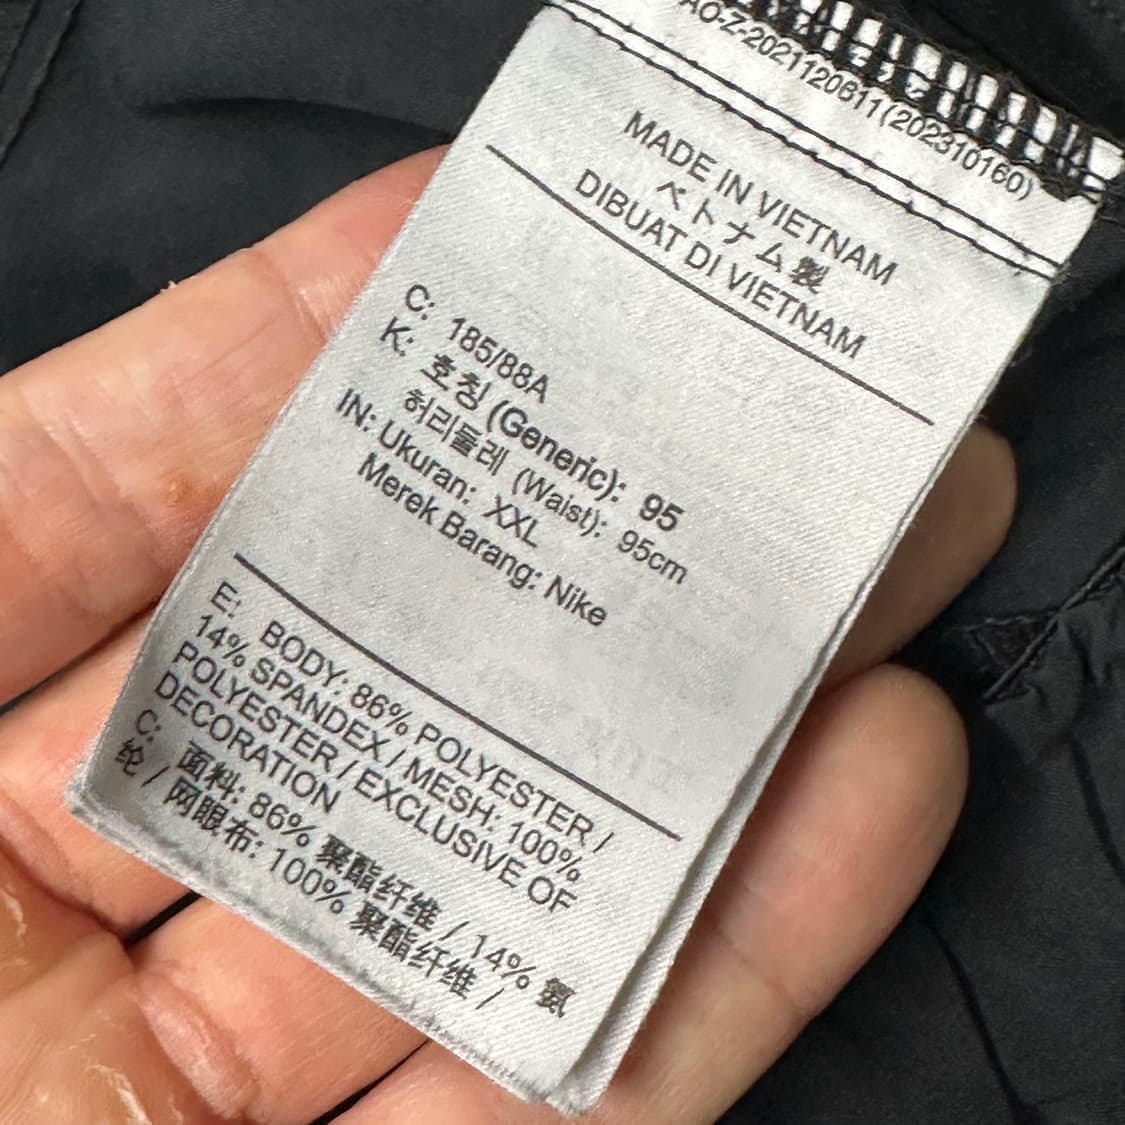 AO-Z-2021120611(202310160)
MADE IN VIETNAM
ベトナム製
DIBUAT DI VIETNAM
C: 185/88A
K: 호칭 (Generic): 95
허리둘레 (Waist): 95cm
IN: Ukuran: XXL
Merek Barang: Nike
E: BODY: 86% POLYESTER /
14% SPANDEX / MESH: 100%
POLYESTER / EXCLUSIVE OF
DECORATION
C: 面料: 86% 聚酯纤维 / 14% 氨
纶 / 网眼布: 100% 聚酯纤维 /